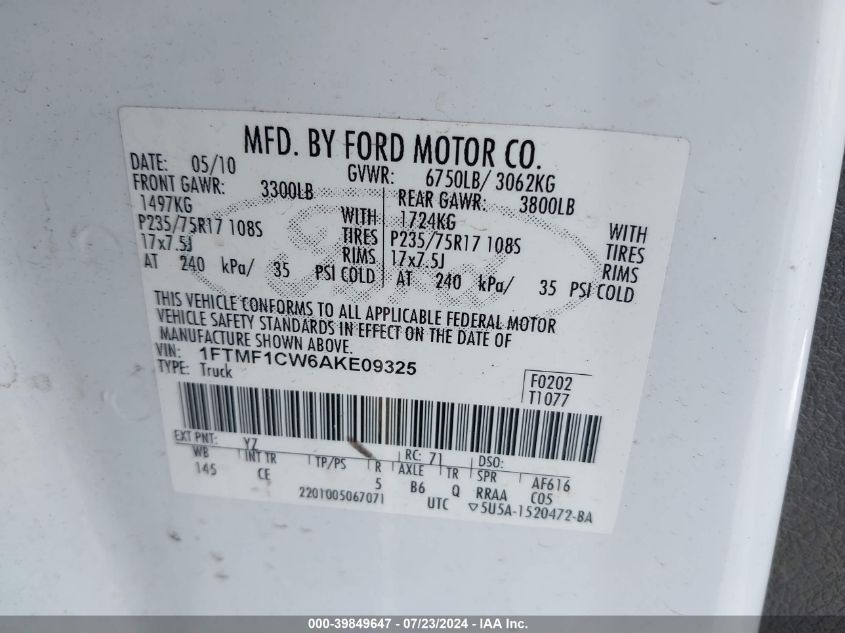 MFD. BY FORD MOTOR CO.
DATE: 05/10 GVWR: 6750LB/ 3062KG
FRONT GAWR: 3300LB REAR GAWR: 3800LB
1497KG WITH 1724KG WITH
P235/75R17 108S TIRES P235/75R17 108S TIRES
17x7.5J RIMS 17x7.5J RIMS
AT 240 kPa/ 35 PSI COLD AT 240 kPa/ 35 PSI COLD
THIS VEHICLE CONFORMS TO ALL APPLICABLE FEDERAL MOTOR
VEHICLE SAFETY STANDARDS IN EFFECT ON THE DATE OF
MANUFACTURE SHOWN ABOVE.
VIN: 1FTMF1CW6AKE09325
TYPE: Truck
F0202
T1077
EXT PNT: YZ RC: 71 DSO:
WB INT TR TP/PS R AXLE TR SPR AF616
145 CE 5 B6 Q RRAA C05
2201005067071 UTC ▽5U5A-1520472-BA
000-39849647 - 07/23/2024 - IAA Inc.